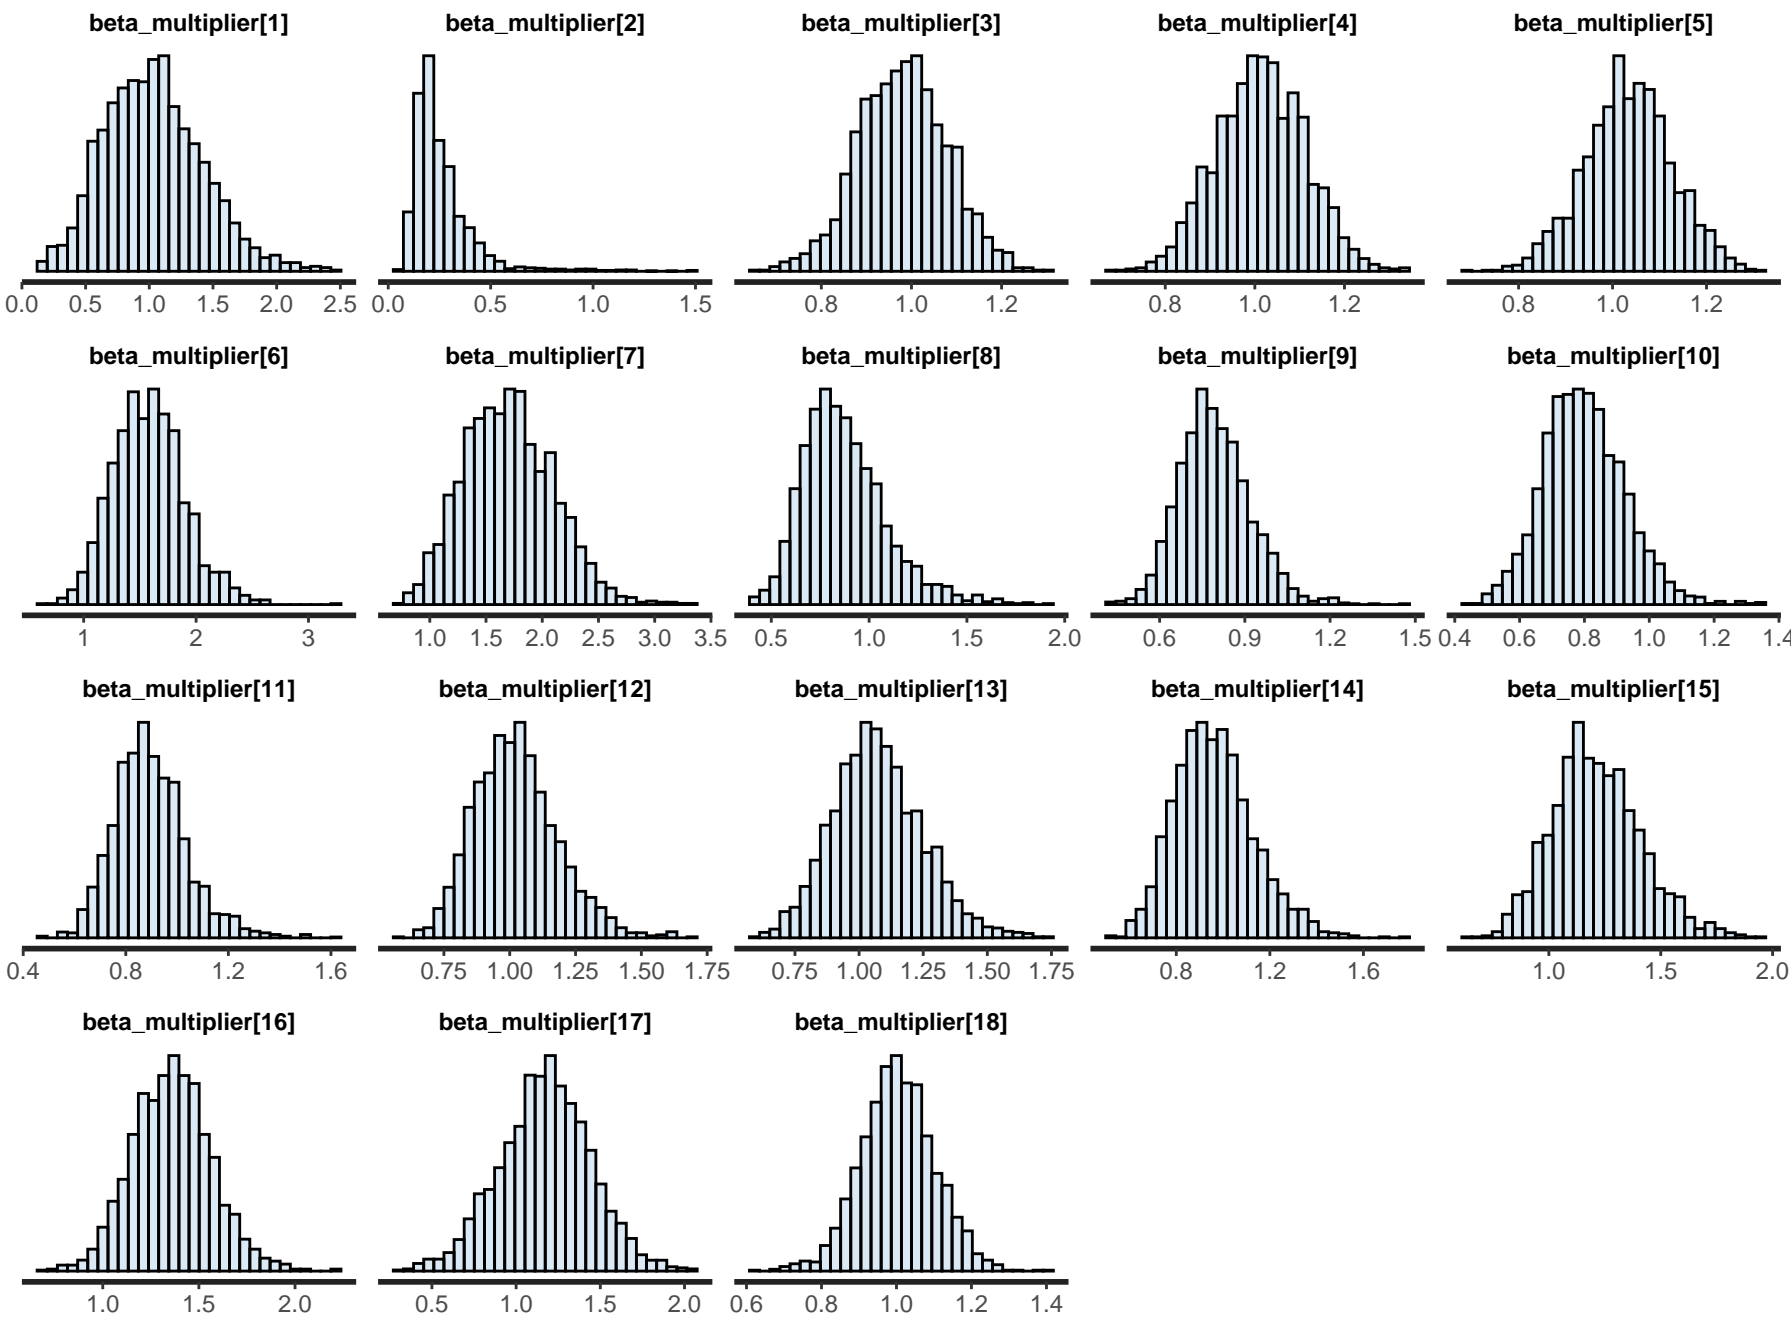 beta_multiplier[1] beta_multiplier[2] beta_multiplier[3] beta_multiplier[4] beta_multiplier[5]
0.0 0.5 1.0 1.5 2.0 2.5 0.0 0.5 1.0 1.5 0.8 1.0 1.2 0.8 1.0 1.2 0.8 1.0 1.2
beta_multiplier[6] beta_multiplier[7] beta_multiplier[8] beta_multiplier[9] beta_multiplier[10]
1 2 3 1.0 1.5 2.0 2.5 3.0 3.5 0.5 1.0 1.5 2.0 0.6 0.9 1.2 1.5 0.4 0.6 0.8 1.0 1.2 1.4
beta_multiplier[11] beta_multiplier[12] beta_multiplier[13] beta_multiplier[14] beta_multiplier[15]
0.4 0.8 1.2 1.6 0.75 1.00 1.25 1.50 1.75 0.75 1.00 1.25 1.50 1.75 0.8 1.2 1.6 1.0 1.5 2.0
beta_multiplier[16] beta_multiplier[17] beta_multiplier[18]
1.0 1.5 2.0 0.5 1.0 1.5 2.0 0.6 0.8 1.0 1.2 1.4